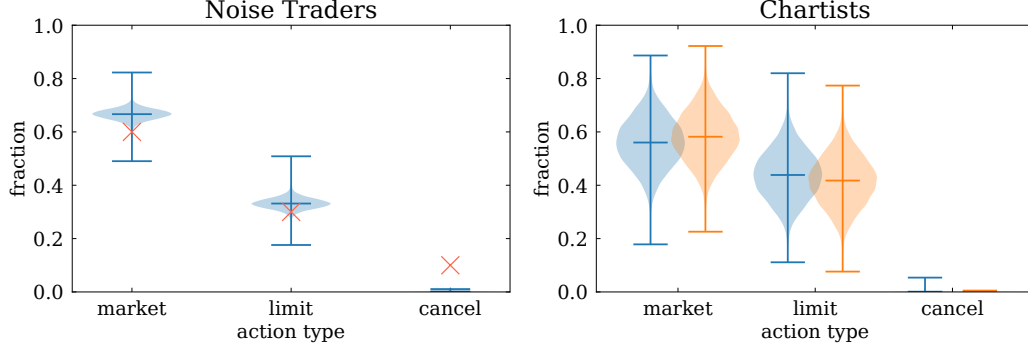 Noise Traders
1.0
0.8
0.6
0.4
0.2
0.0
fraction
market limit cancel
action type
Chartists
1.0
0.8
0.6
0.4
0.2
0.0
fraction
market limit cancel
action type